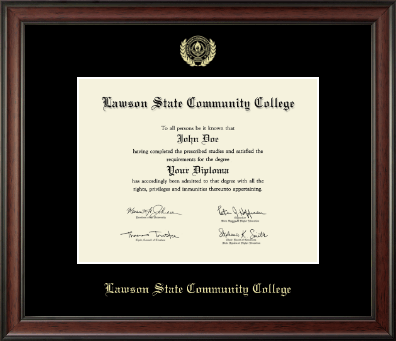 Lawson State Community College
To all persons be it known that
John Doe
having completed the prescribed studies and satisfied the
requirements for the degree
Your Diploma
has accordingly been admitted to that degree with all the
rights, privileges and immunities thereunto appertaining.
Lawson State Community College